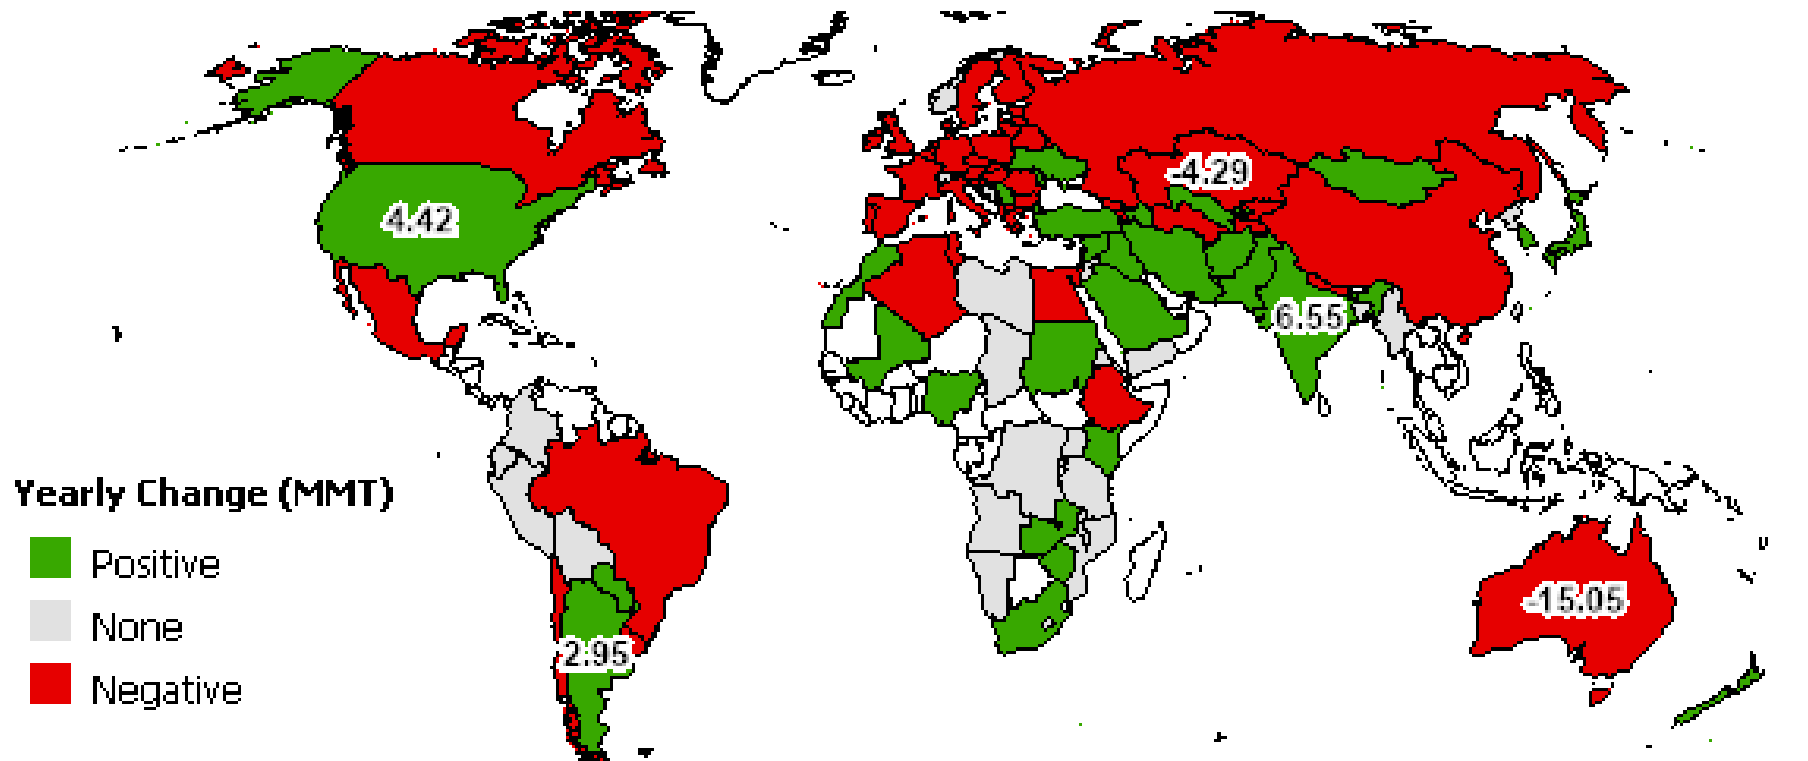 -4.29
4.42
6.55
Yearly Change (MMT)
Positive
None
Negative
2.95
-15.05